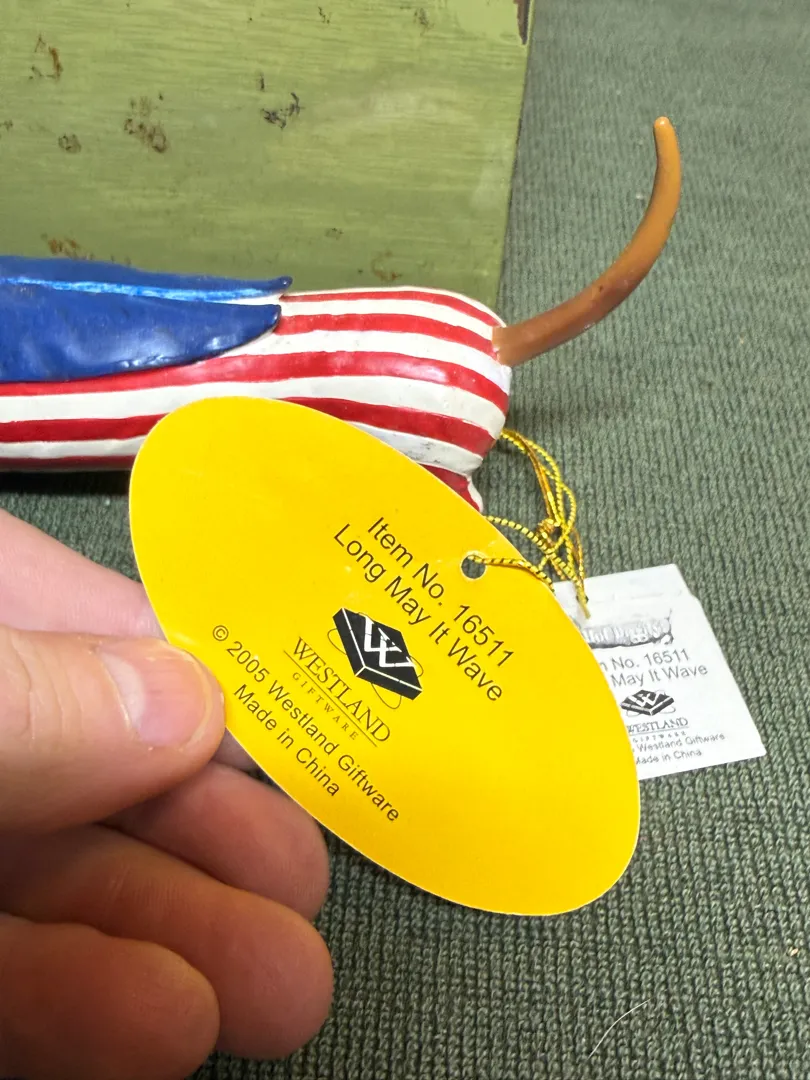 Item No. 16511
Long May It Wave
WESTLAND
GIFTWARE
© 2005 Westland Giftware
Made in China
No. 16511
May It Wave
WESTLAND
GIFTWARE
Westland Giftware
Made in China